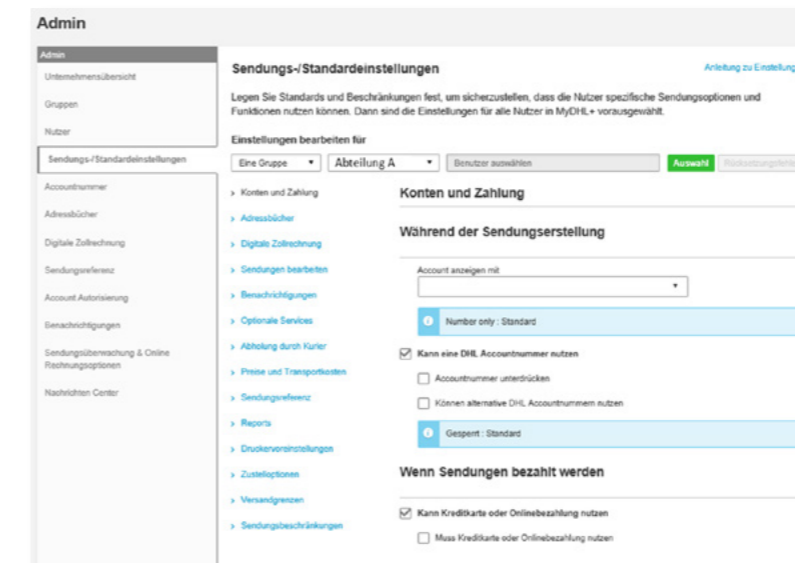 Admin
Admin
Unternehmensübersicht
Gruppen
Nutzer
Sendungs-/Standardeinstellungen
Accountnummer
Adressbücher
Digitale Zollrechnung
Sendungsreferenz
Account Autorisierung
Benachrichtigungen
Sendungsüberwachung & Online
Rechnungsoptionen
Nachrichten Center
Sendungs-/Standardeinstellungen
Anleitung zu Einstellung
Legen Sie Standards und Beschränkungen fest, um sicherzustellen, dass die Nutzer spezifische Sendungsoptionen und
Funktionen nutzen können. Dann sind die Einstellungen für alle Nutzer in MyDHL+ vorausgewählt.
Einstellungen bearbeiten für
Eine Gruppe
Abteilung A
Benutzer auswählen
Auswahl
Rücksetzungsfehle
> Konten und Zahlung
> Adressbücher
> Digitale Zollrechnung
> Sendungen bearbeiten
> Benachrichtigungen
> Optionale Services
> Abholung durch Kurier
> Preise und Transportkosten
> Sendungsreferenz
> Reports
> Druckervoreinstellungen
> Zustelloptionen
> Versandgrenzen
> Sendungsbeschränkungen
Konten und Zahlung
Während der Sendungserstellung
Account anzeigen mit
Number only : Standard
Kann eine DHL Accountnummer nutzen
Accountnummer unterdrücken
Können alternative DHL Accountnummern nutzen
Gesperrt : Standard
Wenn Sendungen bezahlt werden
Kann Kreditkarte oder Onlinebezahlung nutzen
Muss Kreditkarte oder Onlinebezahlung nutzen